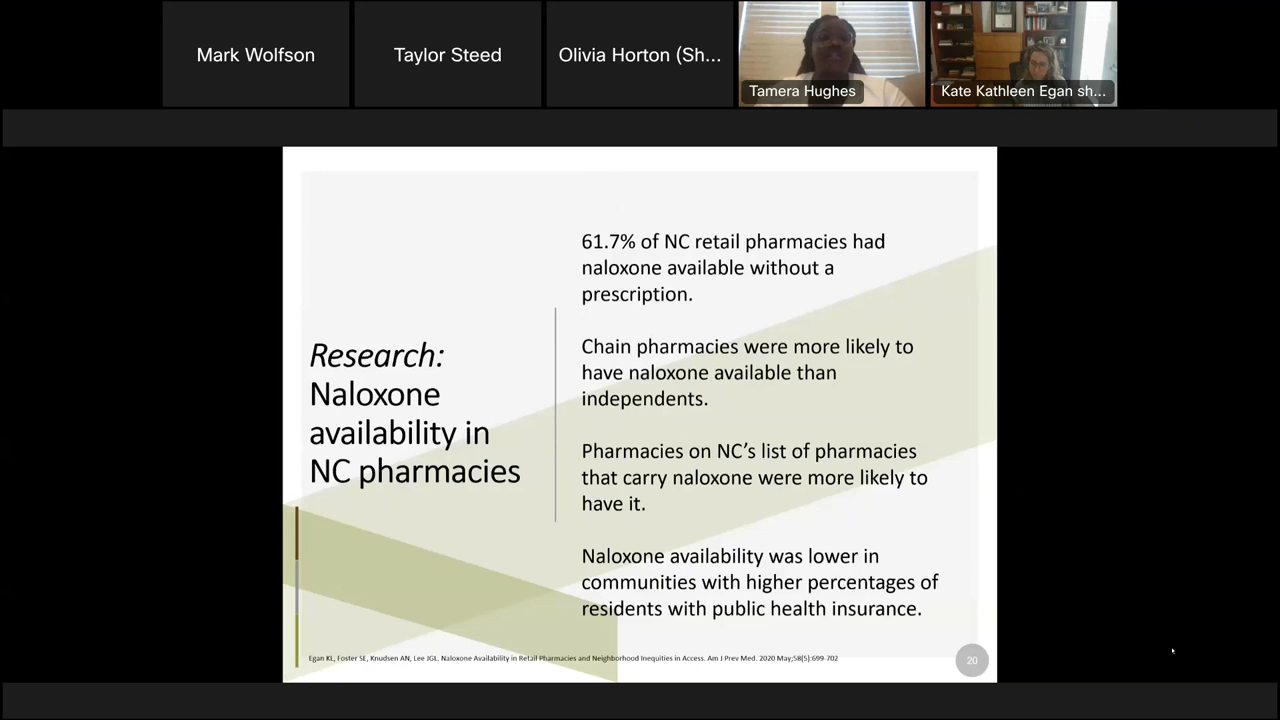 Mark Wolfson
Taylor Steed
Olivia Horton (Sh...
Tamera Hughes
Kate Kathleen Egan sh...
Research:
Naloxone
availability in
NC pharmacies
61.7% of NC retail pharmacies had
naloxone available without a
prescription.
Chain pharmacies were more likely to
have naloxone available than
independents.
Pharmacies on NC’s list of pharmacies
that carry naloxone were more likely to
have it.
Naloxone availability was lower in
communities with higher percentages of
residents with public health insurance.
Egan KL, Foster SE, Knudsen AN, Lee JGL. Naloxone Availability in Retail Pharmacies and Neighborhood Inequities in Access. Am J Prev Med. 2020 May;58(5):699-702
20